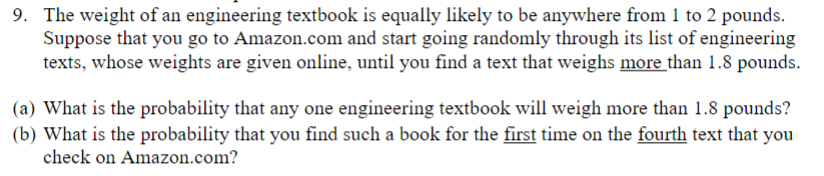 9. The weight of an engineering textbook is equally likely to be anywhere from 1 to 2 pounds.
Suppose that you go to Amazon.com and start going randomly through its list of engineering
texts, whose weights are given online, until you find a text that weighs more than 1.8 pounds.
(a) What is the probability that any one engineering textbook will weigh more than 1.8 pounds?
(b) What is the probability that you find such a book for the first time on the fourth text that you
check on Amazon.com?